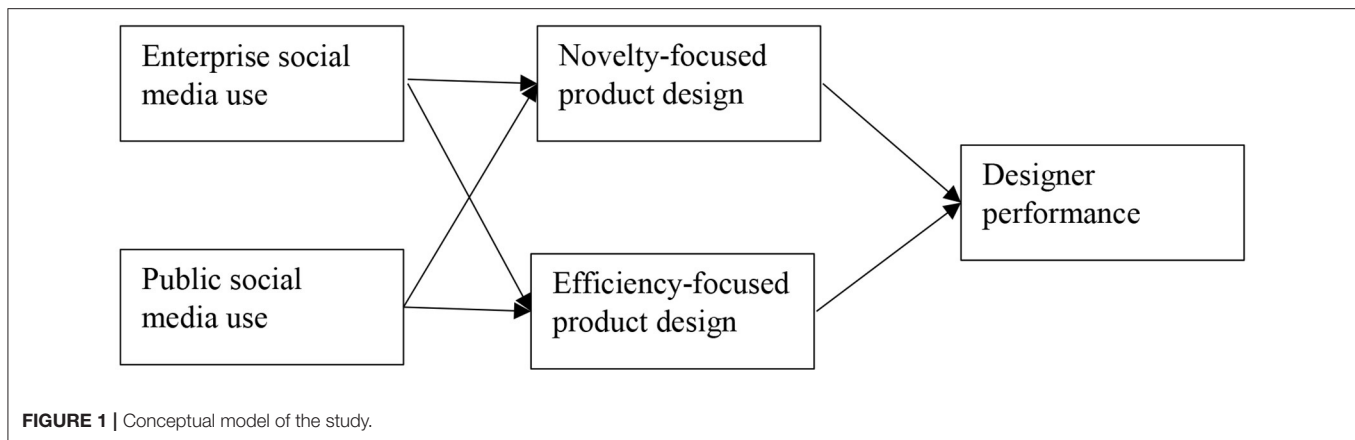 Enterprise social
media use
Novelty-focused
product design
Designer
performance
Public social
media use
Efficiency-focused
product design
FIGURE 1 | Conceptual model of the study.